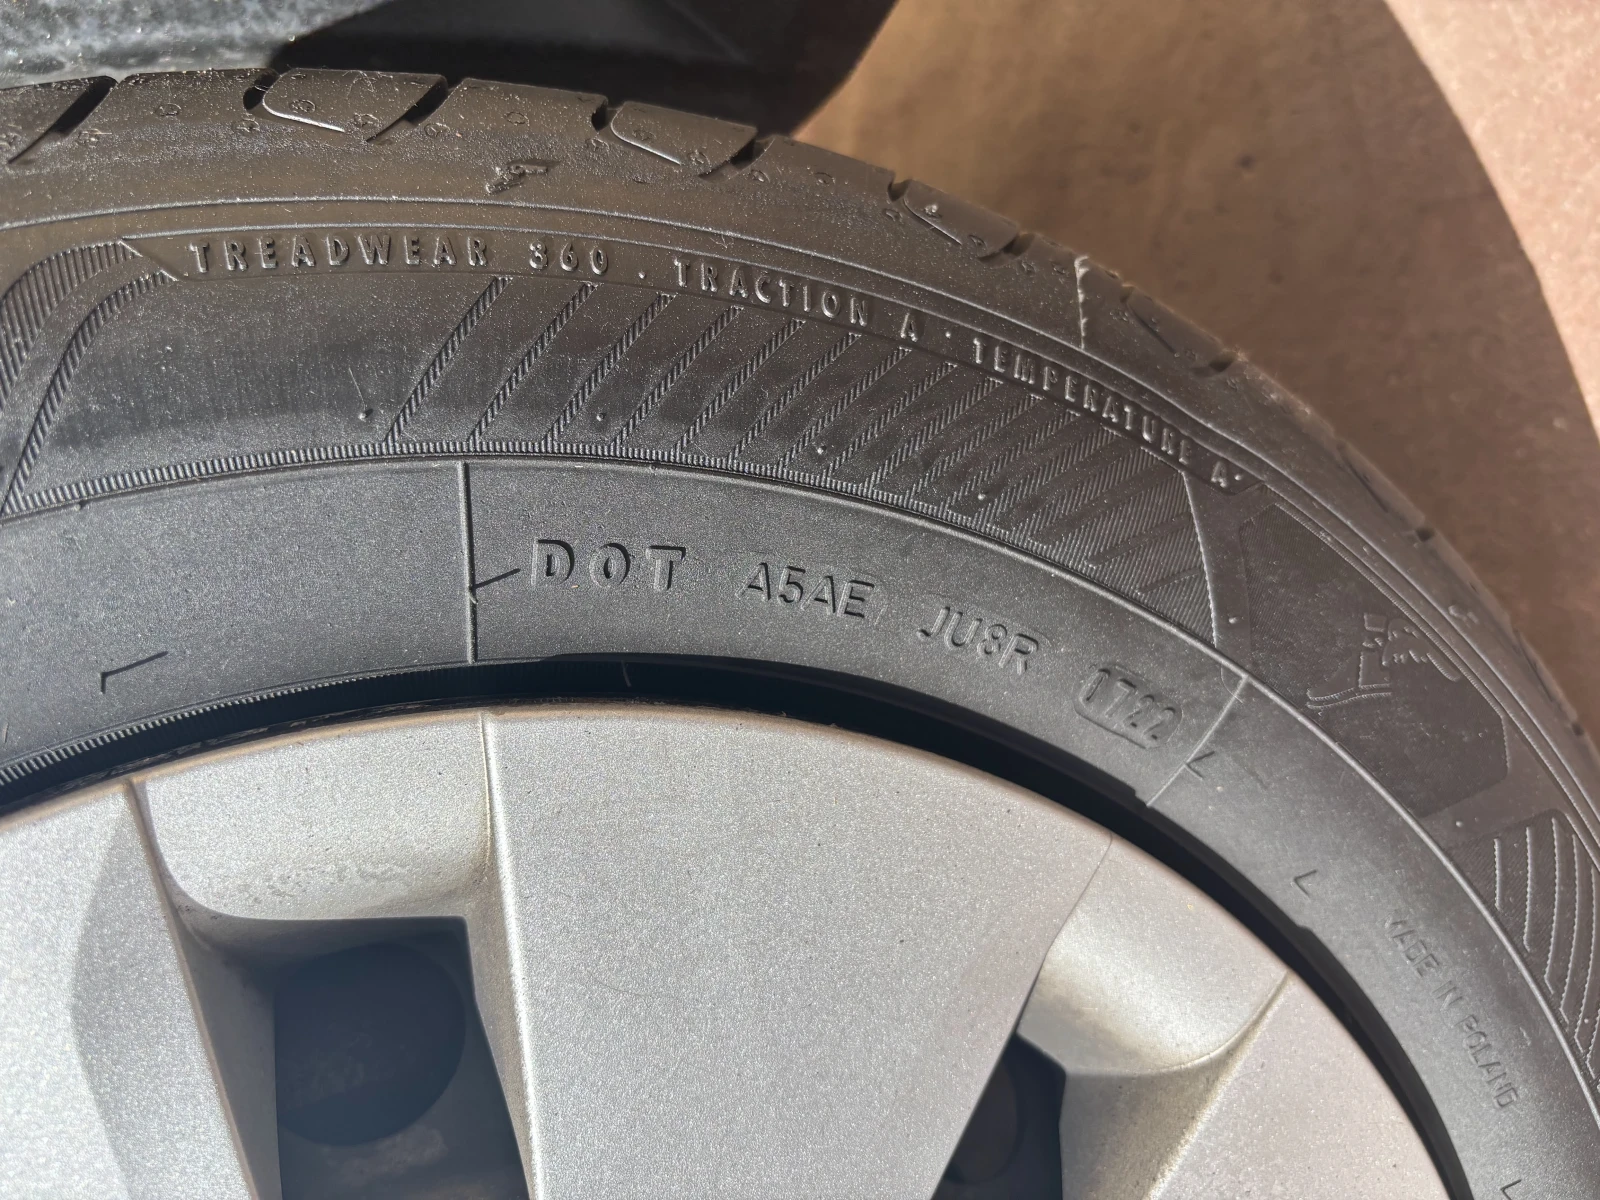 TREADWEAR 360 . TRACTION A · TEMPERATURE A·
DOT A5AE JU8R 1722
MADE IN POLAND